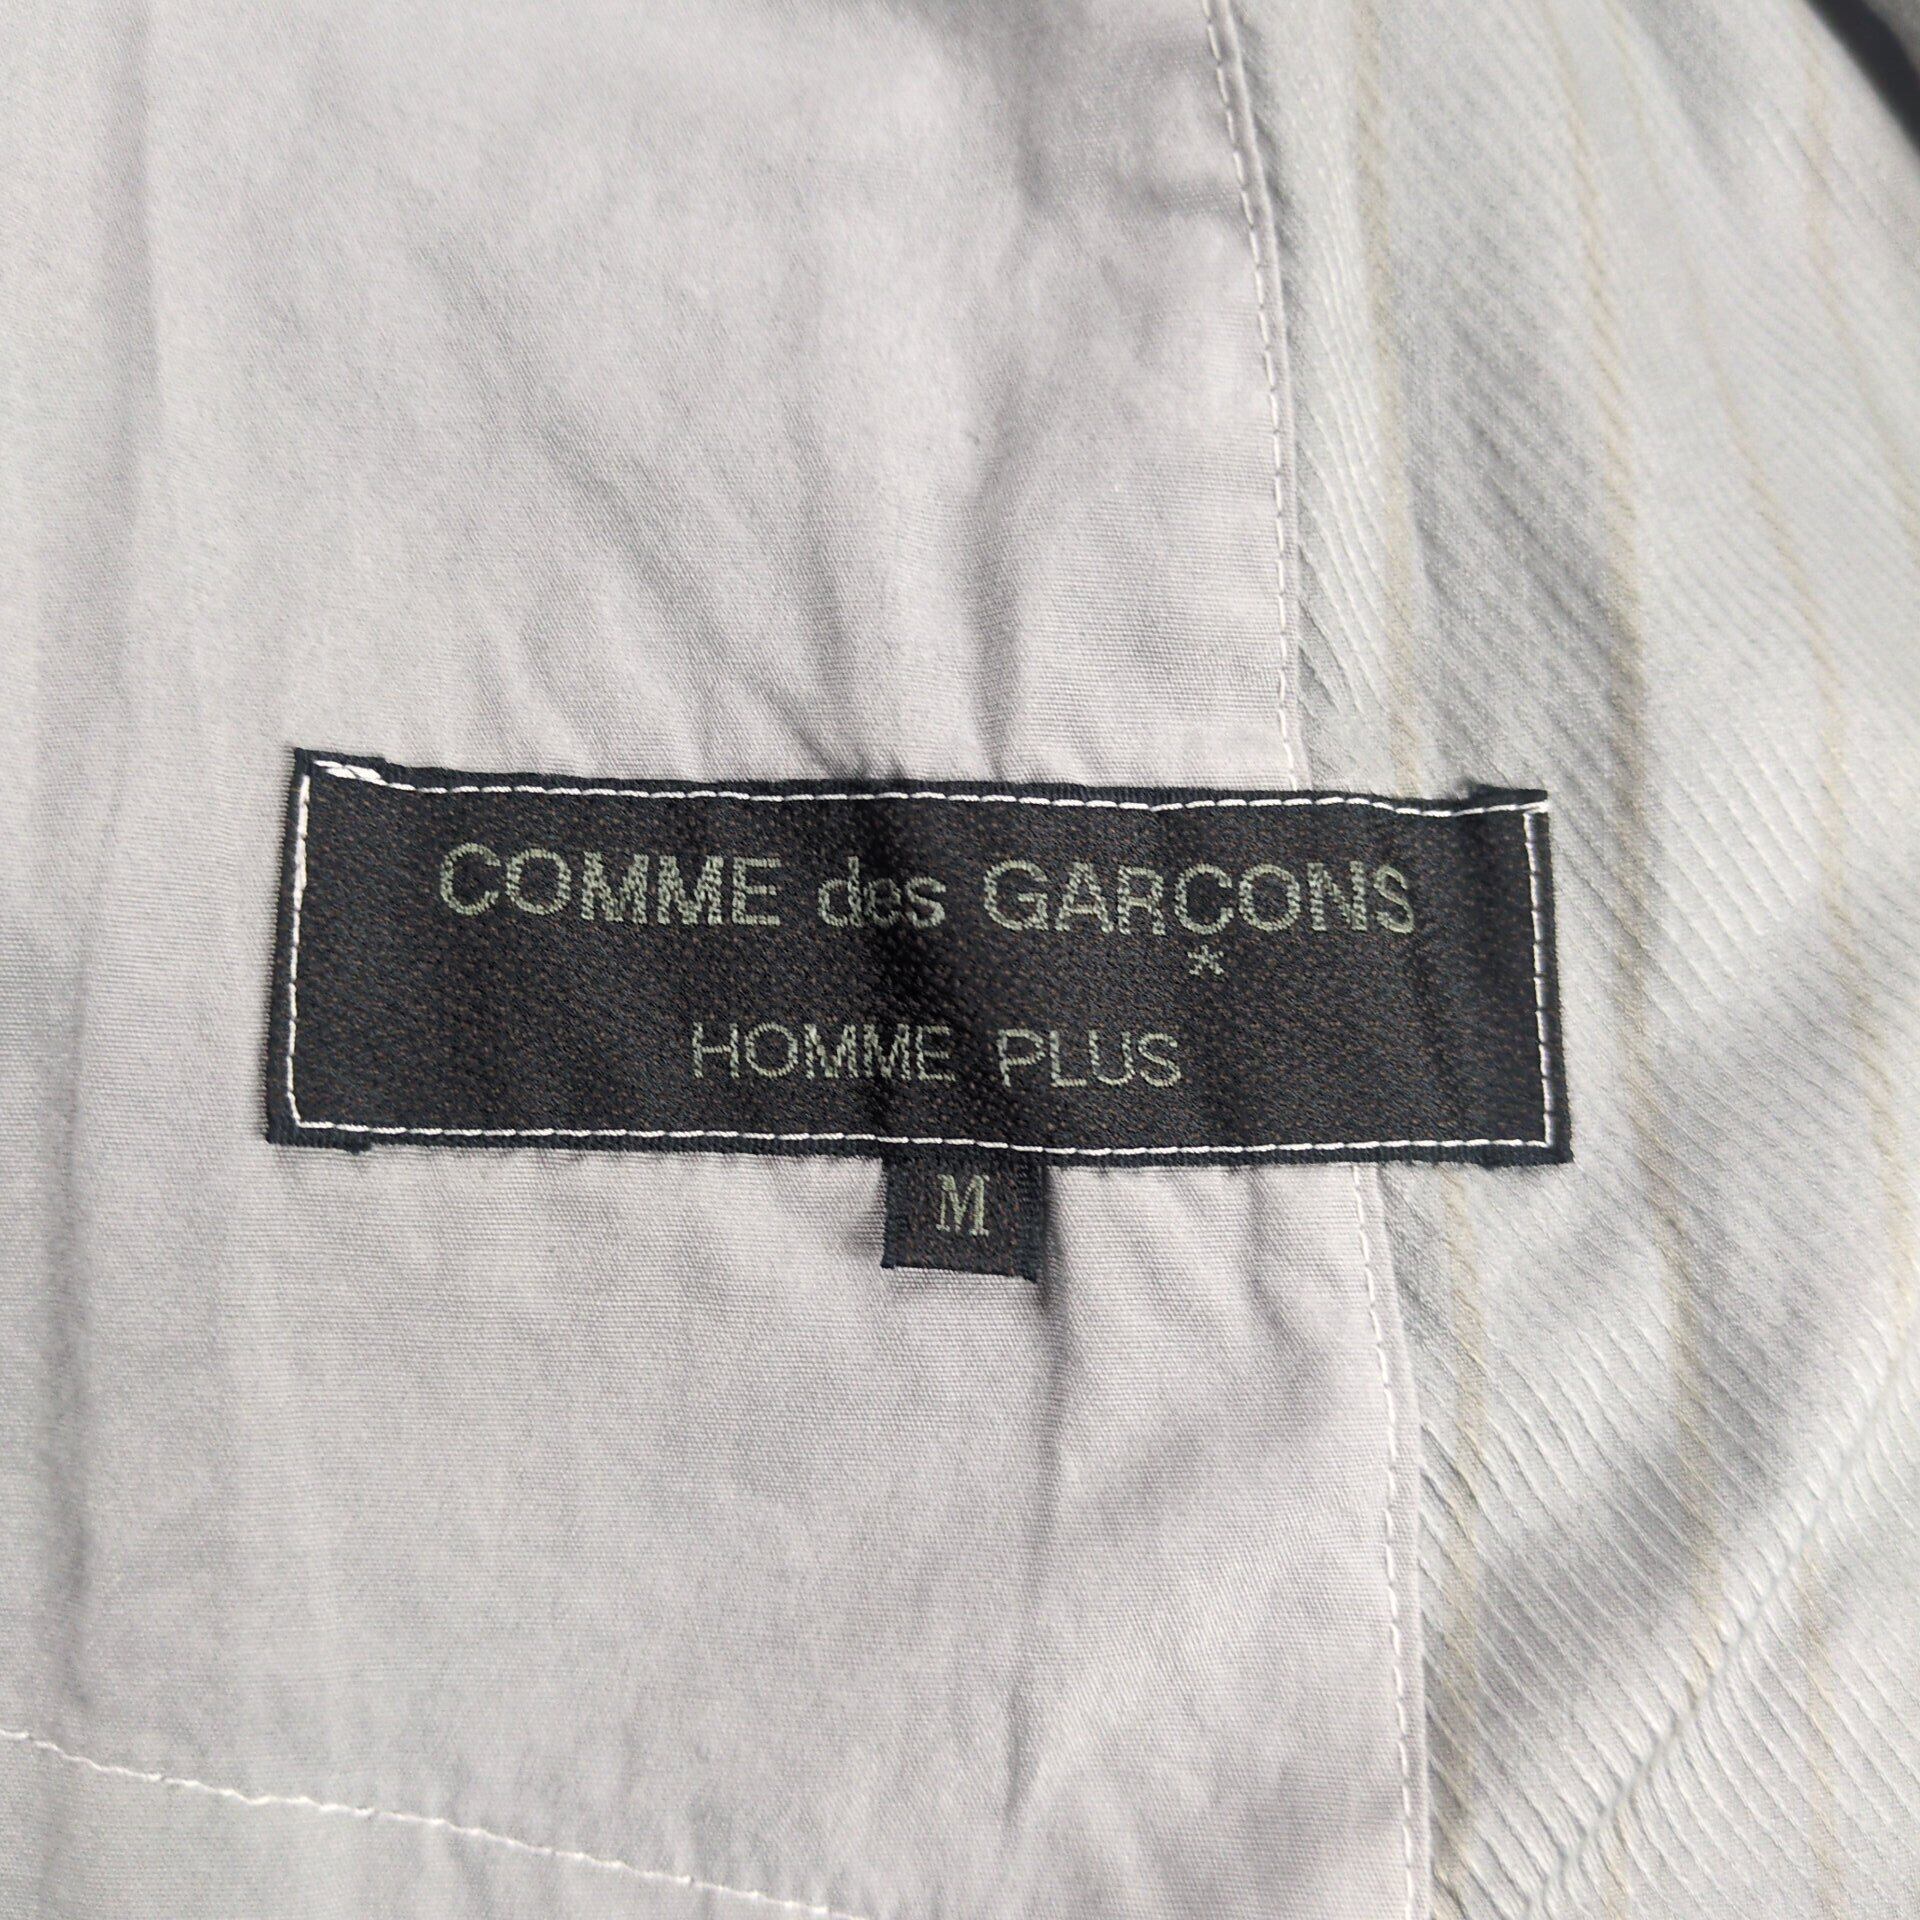 COMME des GARCONS
*
HOMME PLUS
M